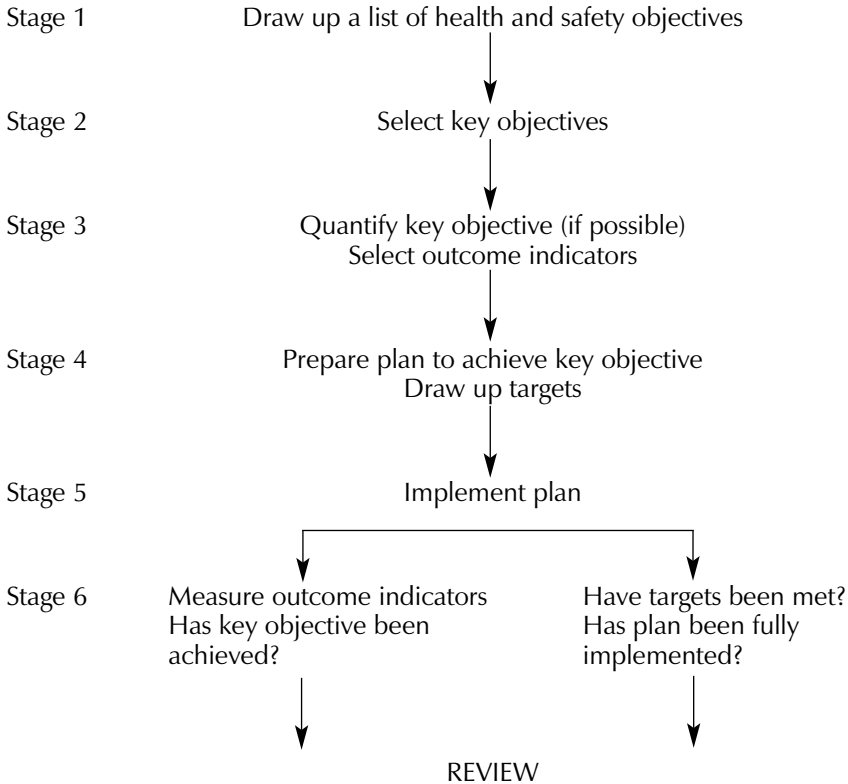 Stage 1
Draw up a list of health and safety objectives
Stage 2
Select key objectives
Stage 3
Quantify key objective (if possible)
Select outcome indicators
Stage 4
Prepare plan to achieve key objective
Draw up targets
Stage 5
Implement plan
Stage 6
Measure outcome indicators
Has key objective been
achieved?
Have targets been met?
Has plan been fully
implemented?
REVIEW